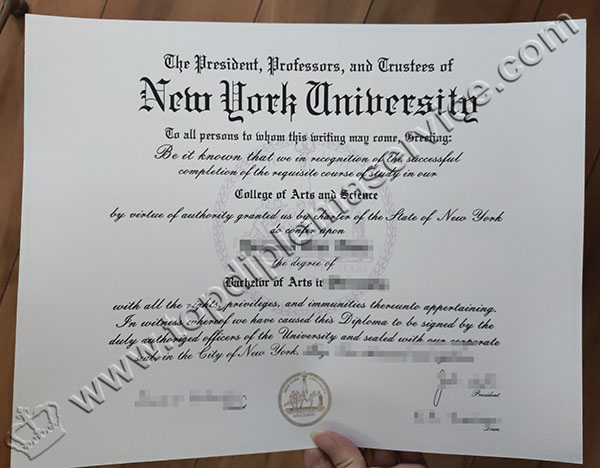 The President, Professors, and Trustees of
New York University
To all persons to whom this writing may come, Greeting:
Be it known that we in recognition of the successful
completion of the requisite course of study in our
College of Arts and Science
by virtue of authority granted us by charter of the State of New York
do confer upon
the degree of
Bachelor of Arts in
with all the rights, privileges, and immunities thereunto appertaining.
In witness whereof we have caused this Diploma to be signed by the
duly authorized officers of the University and sealed with our corporate
seal in the City of New York,
President
Dean
www.topdiplomaservice.com